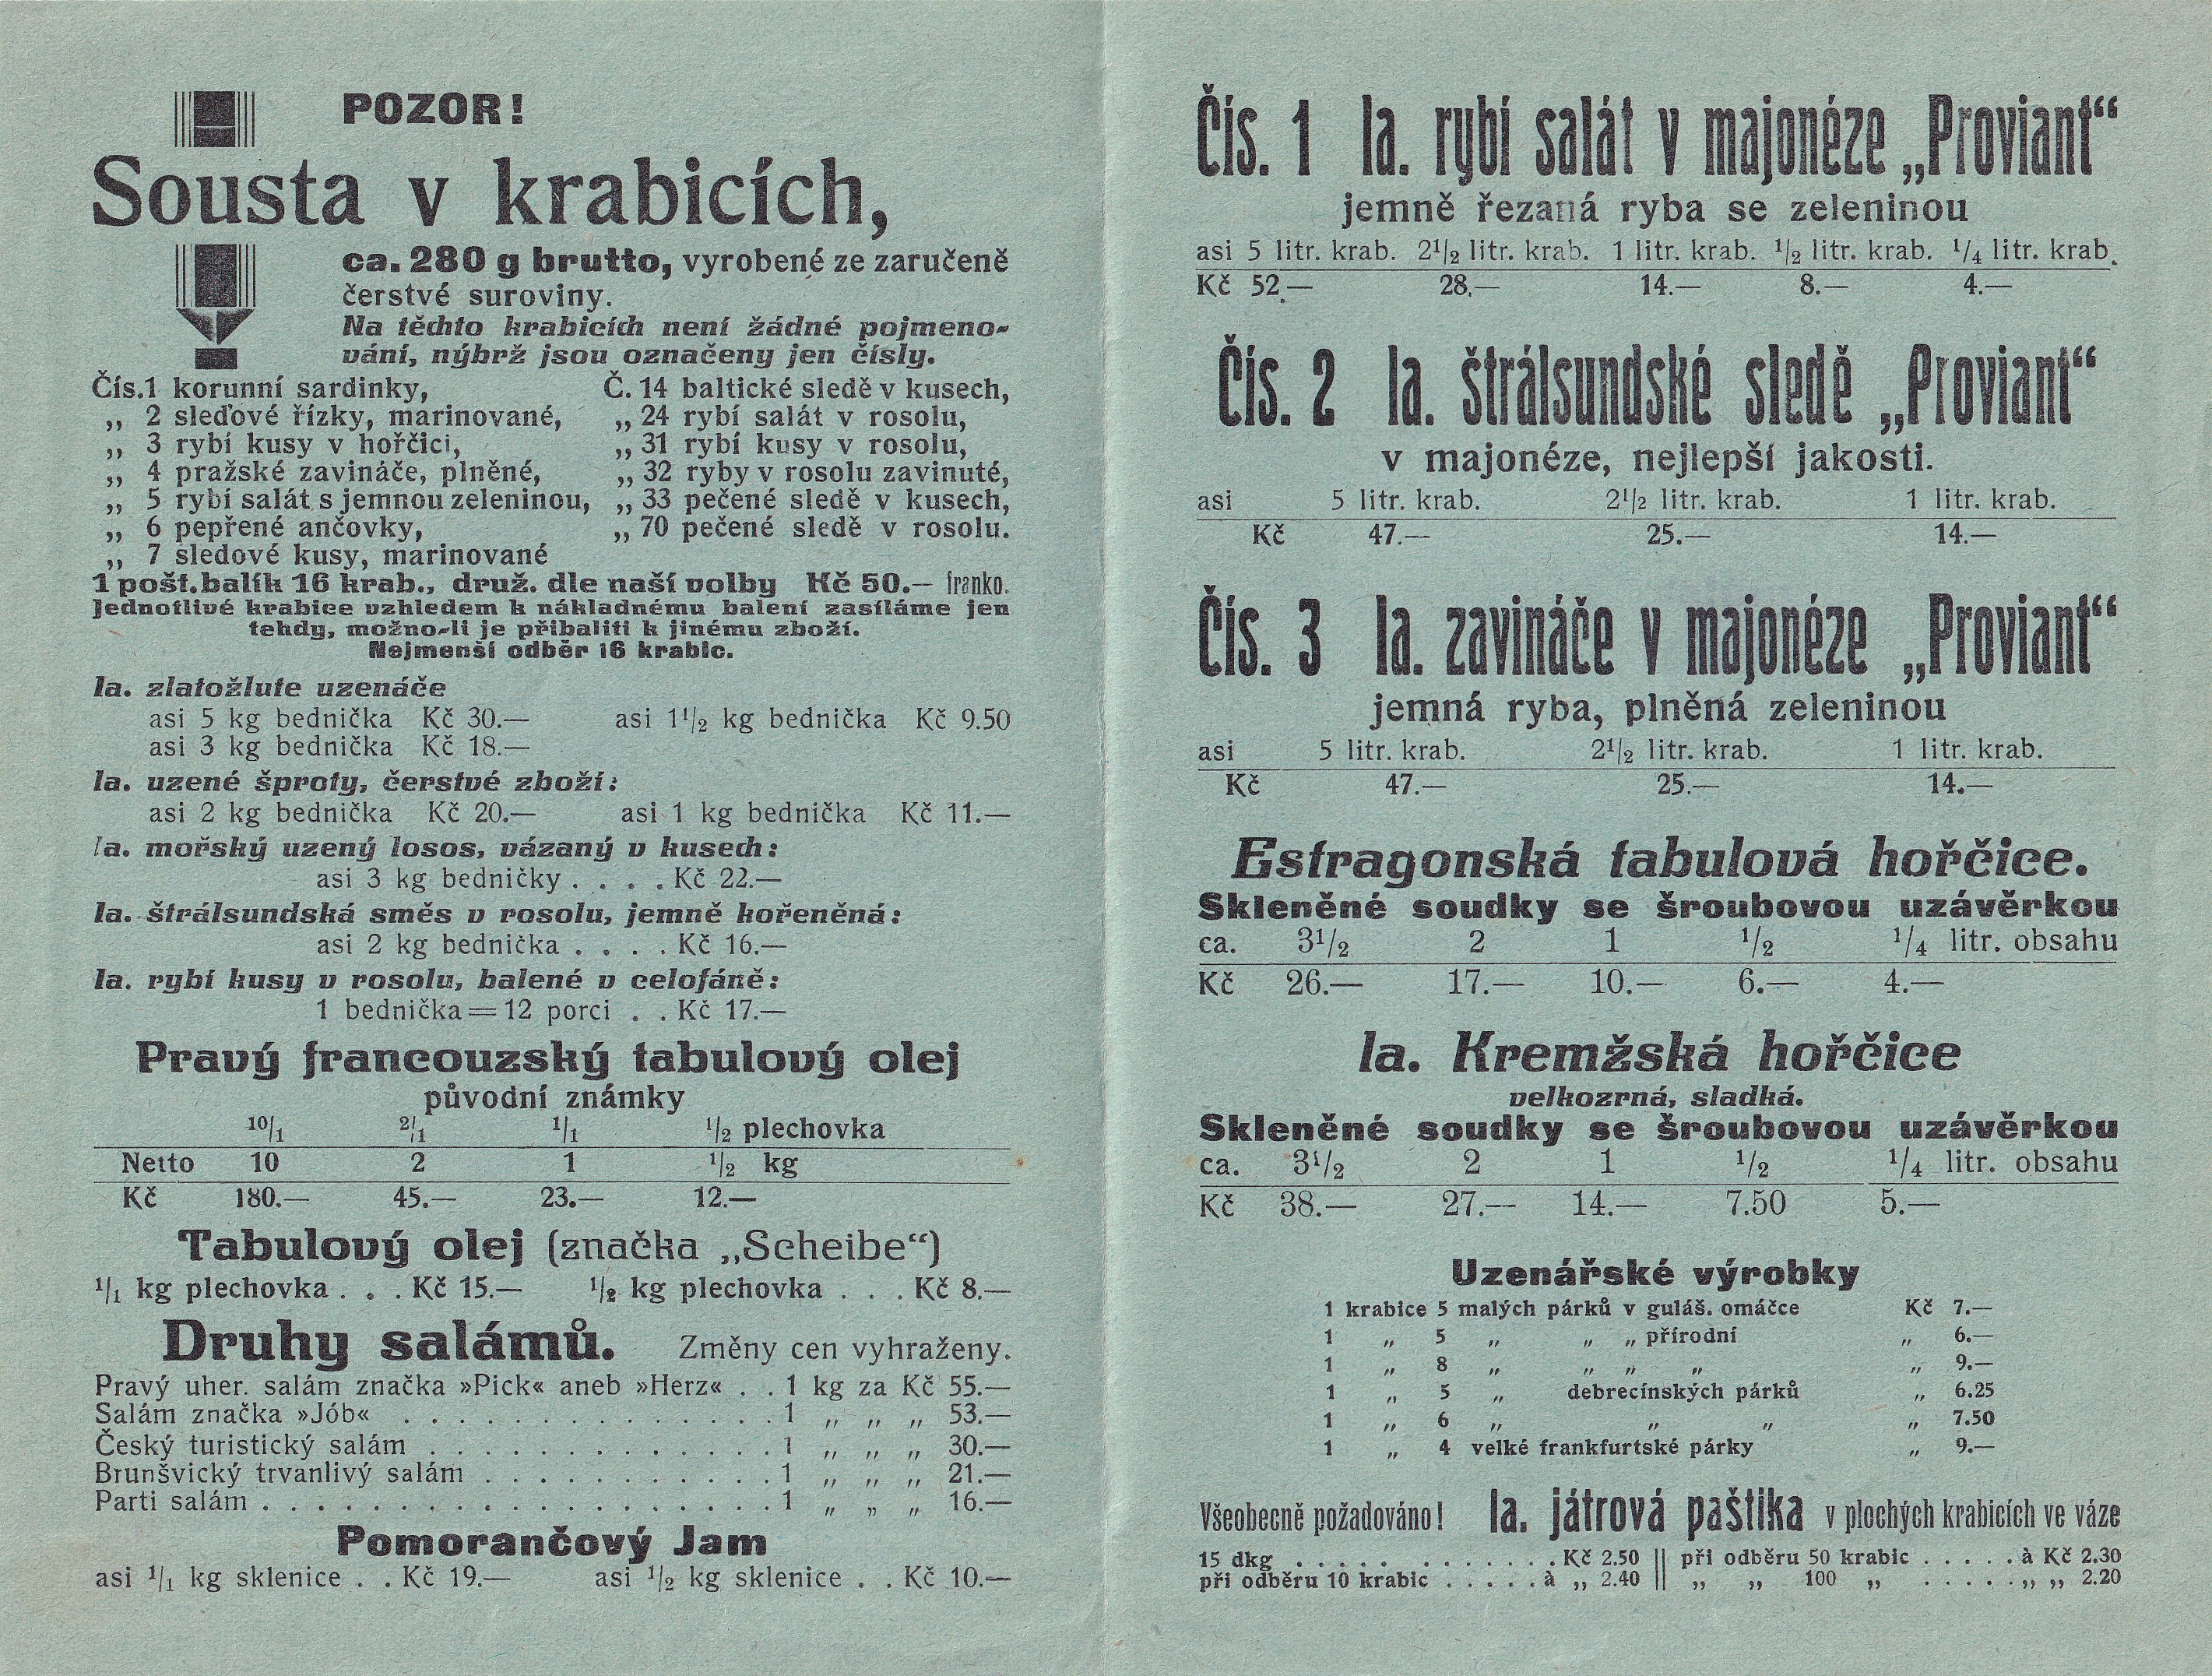 POZOR!
Sousta v krabicích,
ca. 280 g brutto, vyrobené ze zaručeně
čerstvé suroviny.
Na těchto krabicích není žádné pojmeno-
vání, nýbrž jsou označeny jen čísly.
Čís.1 korunní sardinky,
„ 2 sleďové řízky, marinované,
„ 3 rybí kusy v hořčici,
„ 4 pražské zavináče, plněné,
„ 5 rybí salát s jemnou zeleninou,
„ 6 pepřené ančovky,
„ 7 sledové kusy, marinované
Č. 14 baltické sledě v kusech,
„ 24 rybí salát v rosolu,
„ 31 rybí kusy v rosolu,
„ 32 ryby v rosolu zavinuté,
„ 33 pečené sledě v kusech,
„ 70 pečené sledě v rosolu.
1 pošt. balík 16 krab., druž. dle naší volby Kč 50.— franko.
Jednotlivé krabice vzhledem k nákladnému balení zasíláme jen
tehdy, možno-li je přibaliti k jinému zboží.
Nejmenší odběr 16 krabic.
Ia. zlatožlute uzenáče
asi 5 kg bednička Kč 30.— asi 1 1/2 kg bednička Kč 9.50
asi 3 kg bednička Kč 18.—
Ia. uzené šproty, čerstvé zboží:
asi 2 kg bednička Kč 20.— asi 1 kg bednička Kč 11.—
Ia. mořský uzený losos, vázaný v kusech:
asi 3 kg bedničky . . . . Kč 22.—
Ia. štrálsundská směs v rosolu, jemně kořeněná:
asi 2 kg bednička . . . . Kč 16.—
Ia. rybí kusy v rosolu, balené v celofáně:
1 bednička = 12 porci . . Kč 17.—
Pravý francouzský tabulový olej
původní známky
10/1 2/1 1/1 1/2 plechovka
Netto 10 2 1 1/2 kg
Kč 180.— 45.— 23.— 12.—
Tabulový olej (značka „Scheibe“)
1/1 kg plechovka . . . Kč 15.— 1/2 kg plechovka . . . Kč 8.—
Druhy salámů. Změny cen vyhraženy.
Pravý uher. salám značka »Pick« aneb »Herz« . . 1 kg za Kč 55.—
Salám značka »Jób« . . . . . . . . . . . . . . 1 „ „ „ 53.—
Český turistický salám . . . . . . . . . . . . . 1 „ „ „ 30.—
Brunšvický trvanlivý salám . . . . . . . . . . . 1 „ „ „ 21.—
Parti salám . . . . . . . . . . . . . . . . . . . 1 „ „ „ 16.—
Pomorančový Jam
asi 1/1 kg sklenice . . Kč 19.— asi 1/2 kg sklenice . . Kč 10.—
Čís. 1 Ia. rybí salát v majonéze „Proviant“
jemně řezaná ryba se zeleninou
asi 5 litr. krab. 2 1/2 litr. krab. 1 litr. krab. 1/2 litr. krab. 1/4 litr. krab.
Kč 52.— 28.— 14.— 8.— 4.—
Čís. 2 Ia. štrálsundské sledě „Proviant“
v majonéze, nejlepší jakosti.
asi 5 litr. krab. 2 1/2 litr. krab. 1 litr. krab.
Kč 47.— 25.— 14.—
Čís. 3 Ia. zavináče v majonéze „Proviant“
jemná ryba, plněná zeleninou
asi 5 litr. krab. 2 1/2 litr. krab. 1 litr. krab.
Kč 47.— 25.— 14.—
Estragonská tabulová hořčice.
Skleněné soudky se šroubovou uzávěrkou
ca. 3 1/2 2 1 1/2 1/4 litr. obsahu
Kč 26.— 17.— 10.— 6.— 4.—
Ia. Kremžská hořčice
velkozrná, sladká.
Skleněné soudky se šroubovou uzávěrkou
ca. 3 1/2 2 1 1/2 1/4 litr. obsahu
Kč 38.— 27.— 14.— 7.50 5.—
Uzenářské výrobky
1 krabice 5 malých párků v guláš. omáčce Kč 7.—
1 „ 5 „ „ „ přírodní „ 6.—
1 „ 8 „ „ „ „ „ 9.—
1 „ 5 „ debrecínských párků „ 6.25
1 „ 6 „ „ „ „ 7.50
1 „ 4 velké frankfurtské párky „ 9.—
Všeobecně požadováno! Ia. játrová paštika v plochých krabicích ve váze
15 dkg . . . . . . . . . . . . Kč 2.50 || při odběru 50 krabic . . . . . à Kč 2.30
při odběru 10 krabic . . . . . à „ 2.40 || „ „ 100 „ . . . . . „ „ 2.20